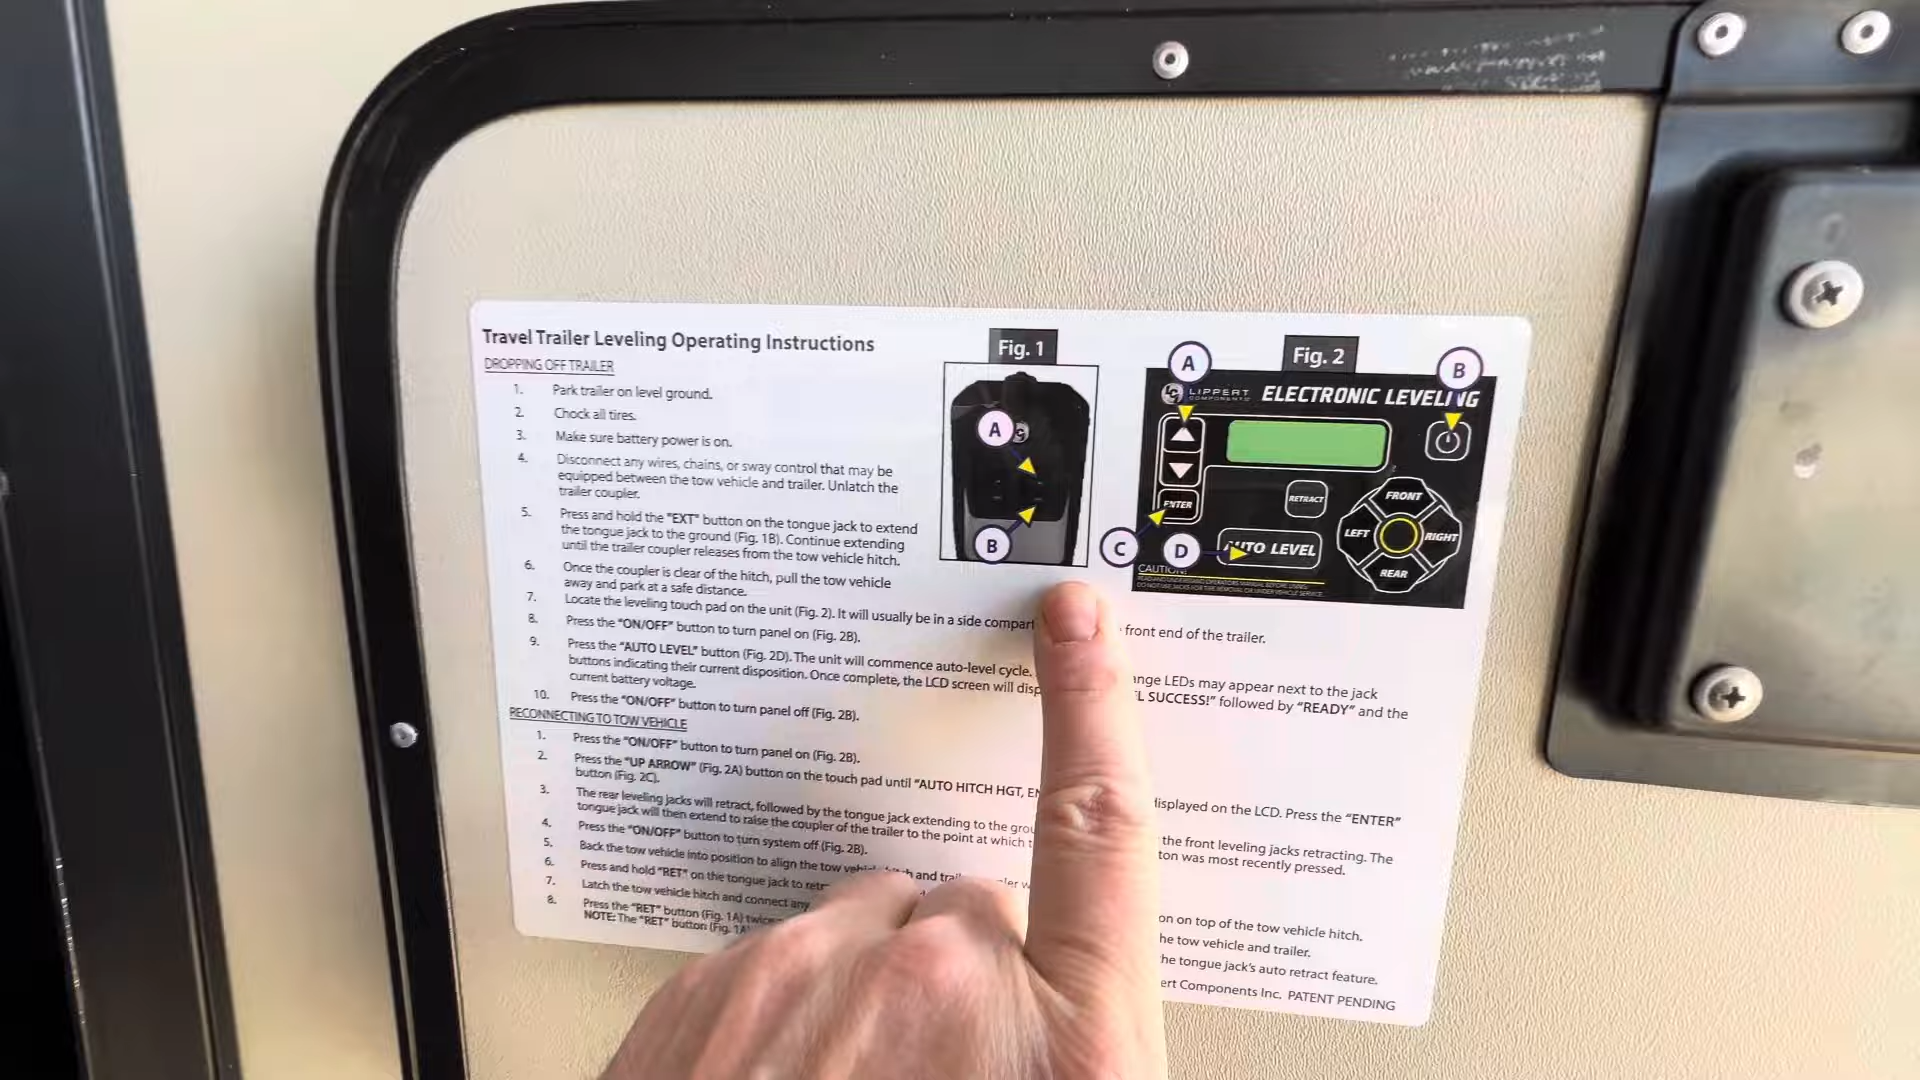 Travel Trailer Leveling Operating Instructions
DROPPING OFF TRAILER
1. Park trailer on level ground.
2. Chock all tires.
3. Make sure battery power is on.
4. Disconnect any wires, chains, or sway control that may be
equipped between the tow vehicle and trailer. Unlatch the
trailer coupler.
5. Press and hold the "EXT" button on the tongue jack to extend
the tongue jack to the ground (Fig. 1B). Continue extending
until the trailer coupler releases from the tow vehicle hitch.
6. Once the coupler is clear of the hitch, pull the tow vehicle
away and park at a safe distance.
7. Locate the leveling touch pad on the unit (Fig. 2). It will usually be in a side front end of the trailer.
8. Press the "ON/OFF" button to turn panel on (Fig. 2B).
9. Press the "AUTO LEVEL" button (Fig. 2D). The unit will commence auto-level cycle. LEDs may appear next to the jack
buttons indicating their current disposition. Once complete, the LCD screen will SUCCESS!" followed by "READY" and the
current battery voltage.
10. Press the "ON/OFF" button to turn panel off (Fig. 2B).
RECONNECTING TO TOW VEHICLE
1. Press the "ON/OFF" button to turn panel on (Fig. 2B).
2. Press the "UP ARROW" (Fig. 2A) button on the touch pad until "AUTO HITCH HGT, displayed on the LCD. Press the "ENTER"
button (Fig. 2C).
3. The rear leveling jacks will retract, followed by the tongue jack extending to the the front leveling jacks retracting. The
tongue jack will then extend to raise the coupler of the trailer to the point at which was most recently pressed.
4. Press the "ON/OFF" button to turn system off (Fig. 2B).
5. Back the tow vehicle into position to align the tow and
6. Press and hold "RET" on the tongue jack to on top of the tow vehicle hitch.
7. Latch the tow vehicle hitch and connect any the tow vehicle and trailer.
8. Press the "RET" button (Fig. 1A) twice the tongue jack's auto retract feature.
NOTE: The "RET" button (Fig. 1A) Components Inc. PATENT PENDING
Fig. 1
A
B
Fig. 2
A
B
C
D
LIPPERT
COMPONENTS
ELECTRONIC LEVELING
ENTER
RETRACT
AUTO LEVEL
FRONT
LEFT
RIGHT
REAR
CAUTION: